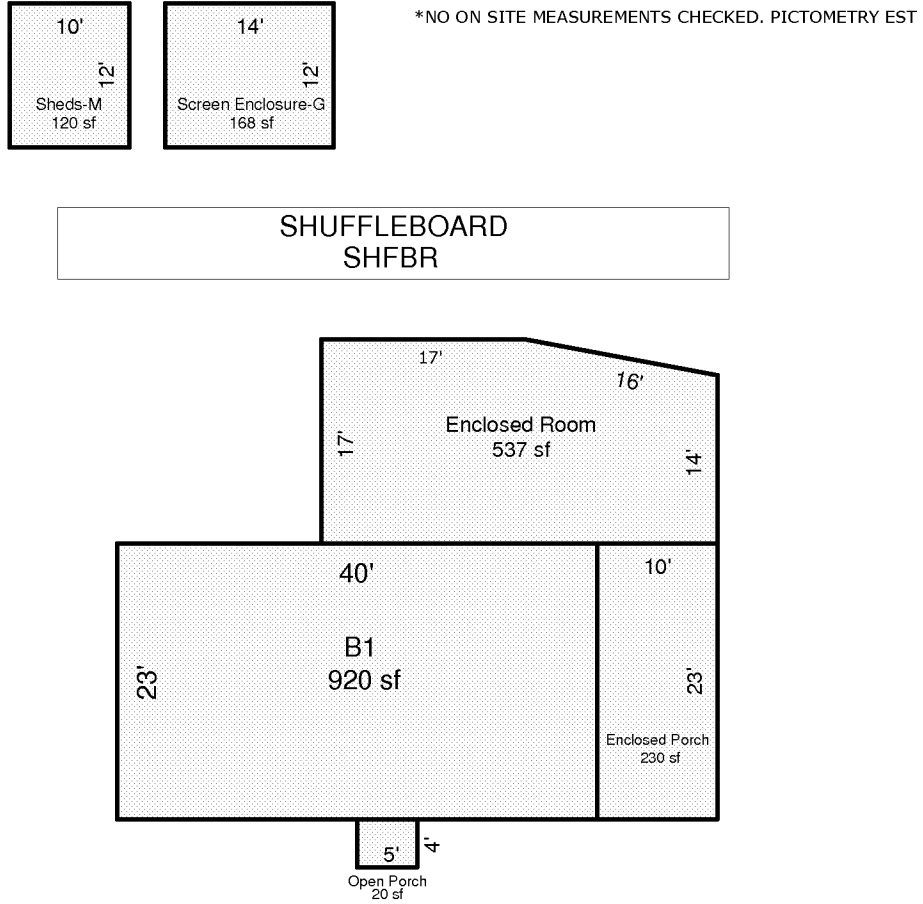 *NO ON SITE MEASUREMENTS CHECKED. PICTOMETRY EST
10'
12'
Sheds-M
120 sf
14'
12'
Screen Enclosure-G
168 sf
SHUFFLEBOARD
SHFBR
17'
16'
17'
Enclosed Room
537 sf
14'
40'
10'
B1
920 sf
23'
23'
Enclosed Porch
230 sf
5'
4'
Open Porch
20 sf